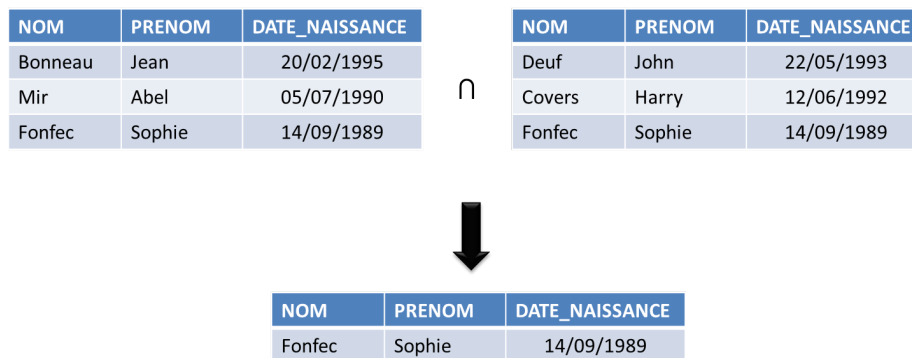 NOM PRENOM DATE_NAISSANCE
Bonneau Jean 20/02/1995
Mir Abel 05/07/1990
Fonfec Sophie 14/09/1989
∩
NOM PRENOM DATE_NAISSANCE
Deuf John 22/05/1993
Covers Harry 12/06/1992
Fonfec Sophie 14/09/1989
NOM PRENOM DATE_NAISSANCE
Fonfec Sophie 14/09/1989